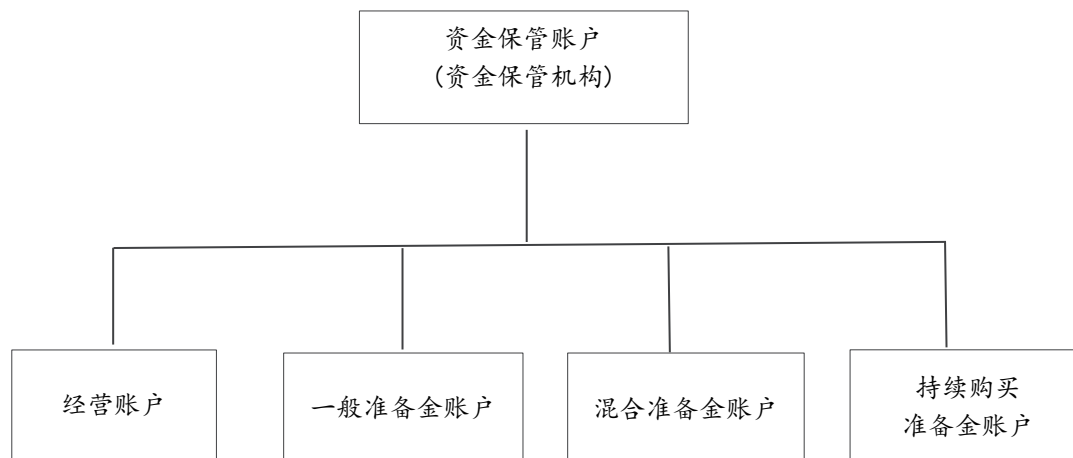 资金保管账户
(资金保管机构)
经营账户
一般准备金账户
混合准备金账户
持续购买
准备金账户